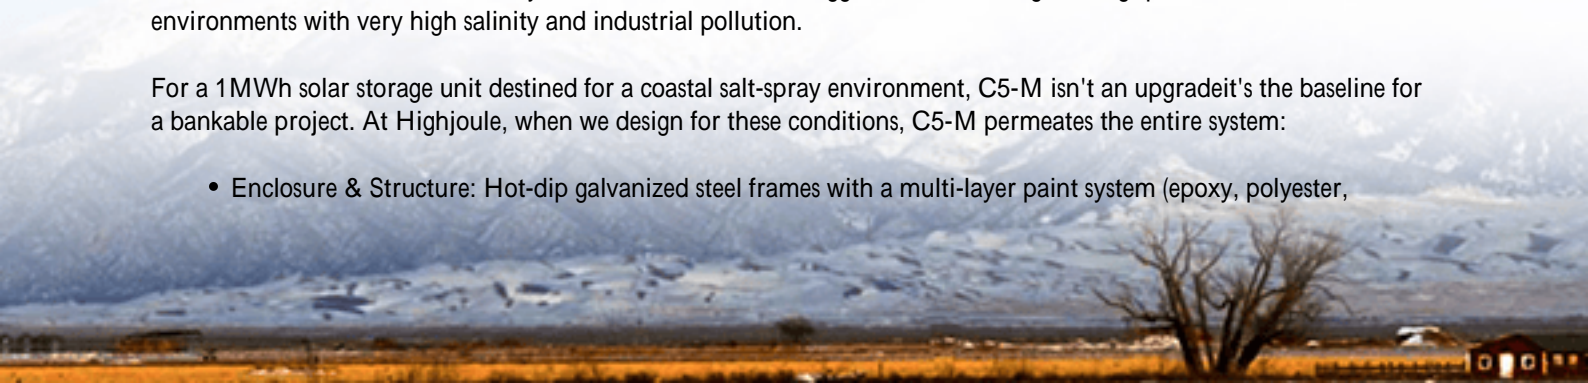 environments with very high salinity and industrial pollution.
For a 1MWh solar storage unit destined for a coastal salt-spray environment, C5-M isn't an upgradeit's the baseline for
a bankable project. At Highjoule, when we design for these conditions, C5-M permeates the entire system:
• Enclosure & Structure: Hot-dip galvanized steel frames with a multi-layer paint system (epoxy, polyester,